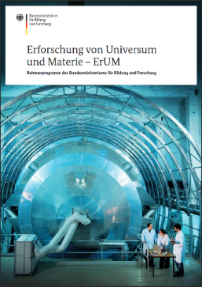 Bundesministerium
für Bildung
und Forschung
Erforschung von Universum
und Materie – ErUM
Rahmenprogramm des Bundesministeriums für Bildung und Forschung